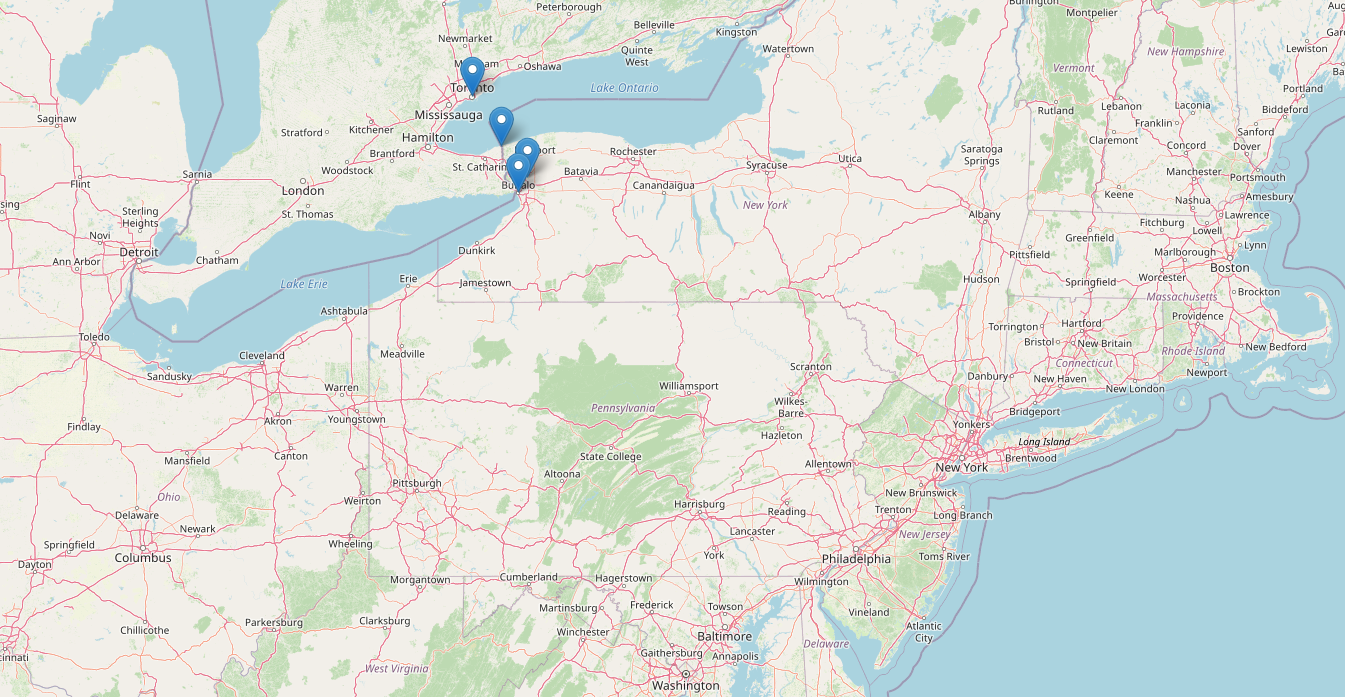 Burlington
Montpelier
Peterborough
Belleville
Kingston
Newmarket
Quinte
West
Watertown
New Hampshire
Lewiston
Oshawa
Vermont
Toronto
Lake Ontario
Portland
Saginaw
Mississauga
Rutland
Lebanon
Laconia
Biddeford
Stratford
Kitchener
Hamilton
Franklin
Sanford
Claremont
Concord
Dover
Brantford
Rochester
Syracuse
Utica
Saratoga
Springs
Woodstock
St. Catharin
Batavia
Manchester
Portsmouth
Sarnia
Flint
London
Buffalo
Canandaigua
Keene
Nashua
Amesbury
sing
Sterling
Heights
St. Thomas
New York
Albany
Fitchburg
Lawrence
Novi
Greenfield
Lowell
Detroit
Chatham
Dunkirk
Pittsfield
Marlborough
Lynn
Ann Arbor
Boston
Lake Erie
Erie
Jamestown
Hudson
Springfield
Worcester
Brockton
Massachusetts
Ashtabula
Torrington
Hartford
Providence
Toledo
Bristol
New Britain
Rhode Island
New Bedford
Cleveland
Meadville
Connecticut
Sandusky
Scranton
Danbury
New Haven
Newport
Warren
Williamsport
New London
Wilkes-
Barre
Pennsylvania
Bridgeport
Findlay
Akron
Youngstown
Yonkers
Hazleton
Long Island
Mansfield
Canton
State College
Allentown
New York
Brentwood
Altoona
Pittsburgh
Ohio
Weirton
New Brunswick
Harrisburg
Reading
Trenton
Long Branch
Delaware
Newark
Lancaster
New Jersey
Springfield
Wheeling
Columbus
York
Philadelphia
Toms River
Dayton
Morgantown
Cumberland
Hagerstown
Wilmington
Martinsburg
Frederick
Towson
Vineland
Parkersburg
Clarksburg
Chillicothe
Winchester
Baltimore
Atlantic
City
Delaware
cinnati
Gaithersburg
Annapolis
West Virginia
Washington